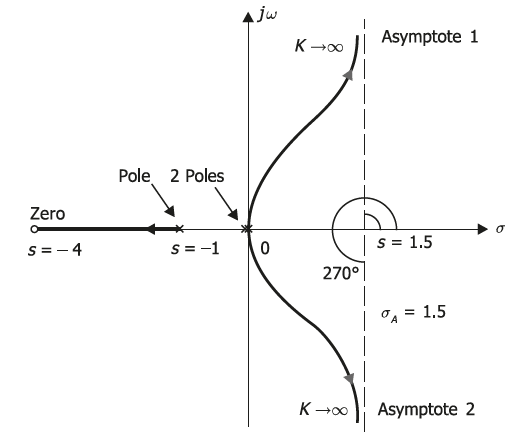 jω
K→∞
Asymptote 1
Pole
2 Poles
Zero
σ
s = − 4
s = −1
0
s = 1.5
270°
σ_A = 1.5
K→∞
Asymptote 2